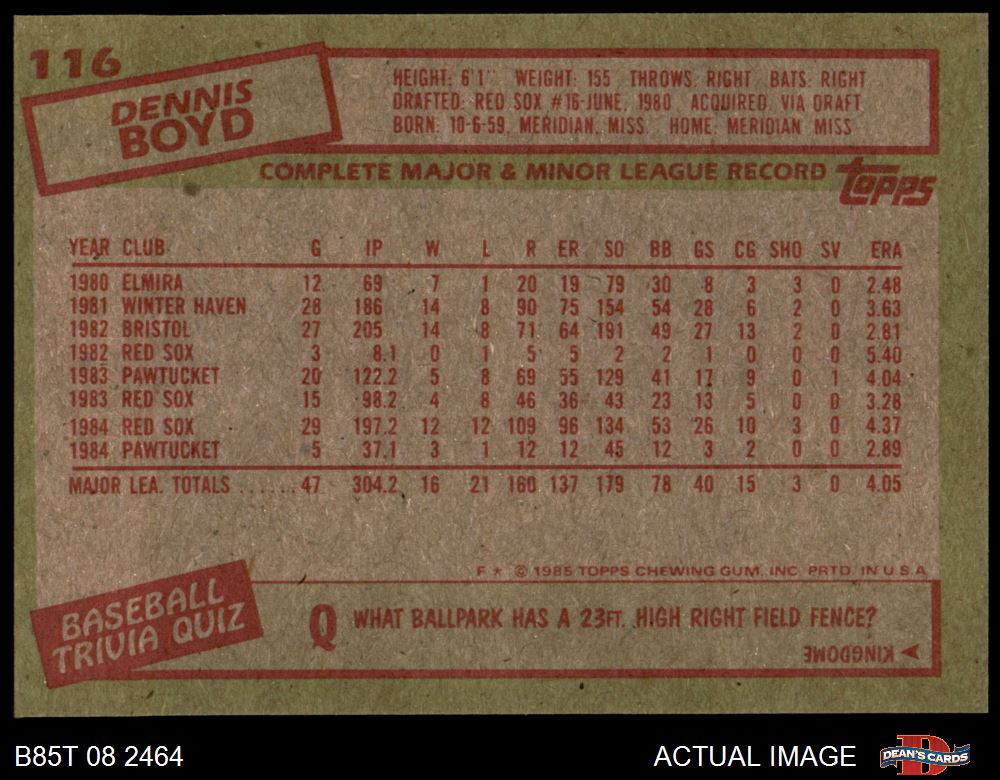 116
DENNIS
BOYD
HEIGHT: 6'1" WEIGHT: 155 THROWS: RIGHT BATS: RIGHT
DRAFTED: RED SOX #16-JUNE, 1980 ACQUIRED: VIA DRAFT
BORN: 10-6-59, MERIDIAN, MISS. HOME: MERIDIAN MISS
COMPLETE MAJOR & MINOR LEAGUE RECORD
topps
YEAR CLUB G IP W L R ER SO BB GS CG SHO SV ERA
1980 ELMIRA 12 69 7 1 20 19 79 30 8 3 3 0 2.48
1981 WINTER HAVEN 28 186 14 8 90 75 154 54 28 6 2 0 3.63
1982 BRISTOL 27 205 14 8 71 64 191 49 27 13 2 0 2.81
1982 RED SOX 3 8.1 0 1 5 5 2 2 1 0 0 0 5.40
1983 PAWTUCKET 20 122.2 5 8 69 55 129 41 17 9 0 1 4.04
1983 RED SOX 15 98.2 4 8 46 36 43 23 13 5 0 0 3.28
1984 RED SOX 29 197.2 12 12 109 96 134 53 26 10 3 0 4.37
1984 PAWTUCKET 5 37.1 3 1 12 12 45 12 3 2 0 0 2.89
MAJOR LEA. TOTALS ...... 47 304.2 16 21 160 137 179 78 40 15 3 0 4.05
F * © 1985 TOPPS CHEWING GUM, INC. PRTD. IN U.S.A.
BASEBALL
TRIVIA QUIZ
Q WHAT BALLPARK HAS A 23FT. HIGH RIGHT FIELD FENCE?
KINGDOME
B85T 08 2464
ACTUAL IMAGE
DEAN'S CARDS